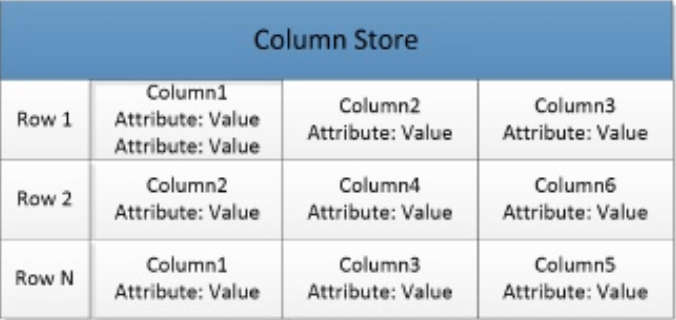 Column Store
Row 1
Column1
Attribute: Value
Attribute: Value
Column2
Attribute: Value
Column3
Attribute: Value
Row 2
Column2
Attribute: Value
Column4
Attribute: Value
Column6
Attribute: Value
Row N
Column1
Attribute: Value
Column3
Attribute: Value
Column5
Attribute: Value